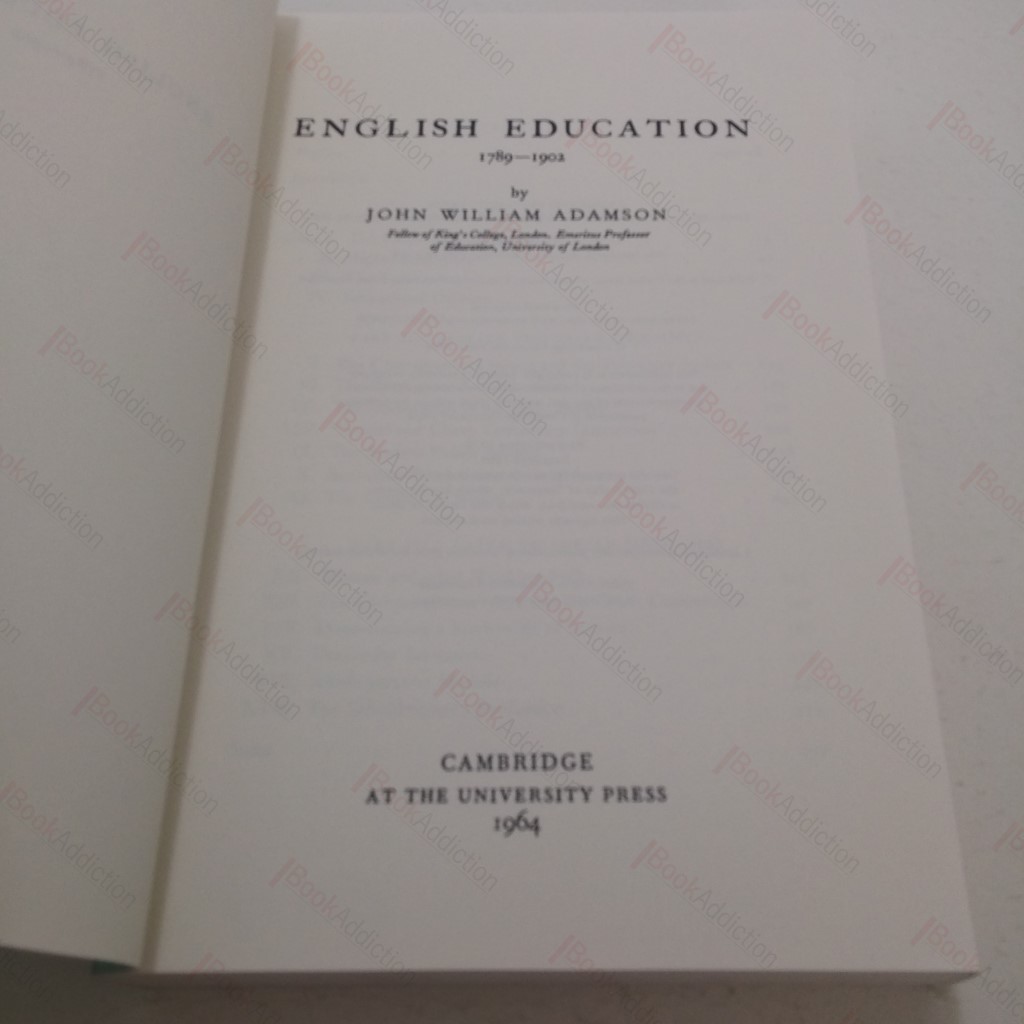 ENGLISH EDUCATION
1789—1902
by
JOHN WILLIAM ADAMSON
Fellow of King's College, London. Emeritus Professor
of Education, University of London
CAMBRIDGE
AT THE UNIVERSITY PRESS
1964
BookAddiction